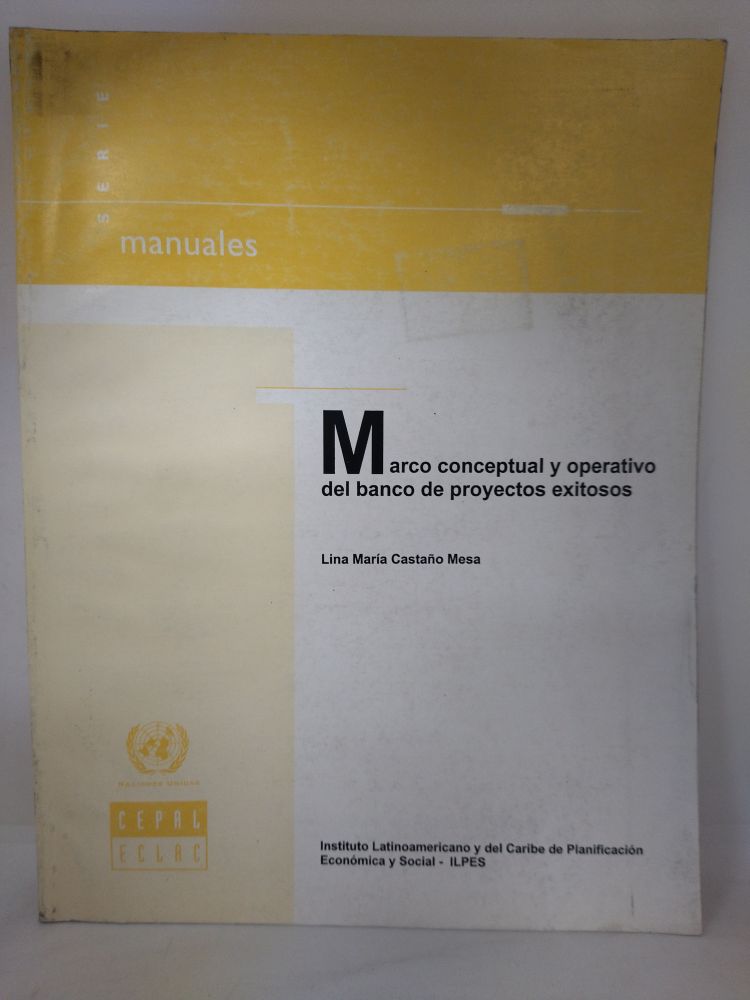 SERIE
manuales
Marco conceptual y operativo
del banco de proyectos exitosos
Lina María Castaño Mesa
NACIONES UNIDAS
CEPAL
ECLAC
Instituto Latinoamericano y del Caribe de Planificación
Económica y Social - ILPES